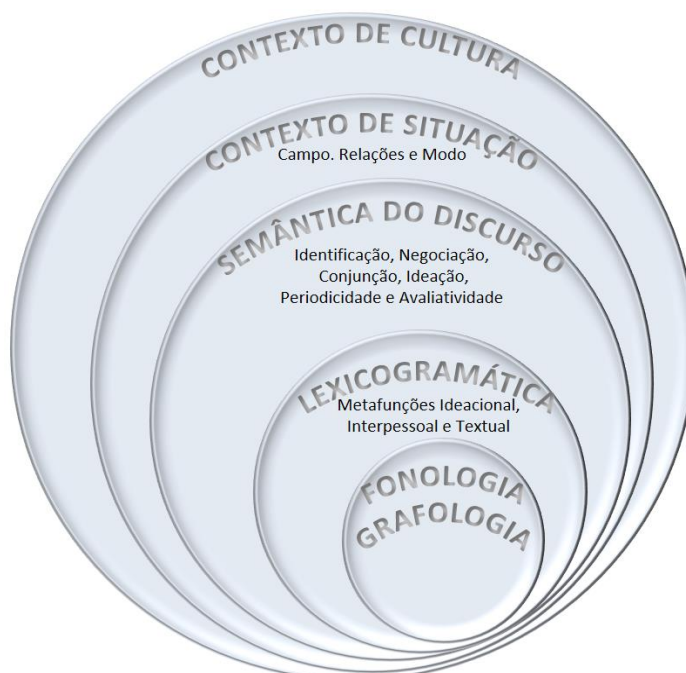 CONTEXTO DE CULTURA
CONTEXTO DE SITUAÇÃO
Campo. Relações e Modo
SEMÂNTICA DO DISCURSO
Identificação, Negociação,
Conjunção, Ideação,
Periodicidade e Avaliatividade
LEXICOGRAMÁTICA
Metafunções Ideacional,
Interpessoal e Textual
FONOLOGIA
GRAFOLOGIA